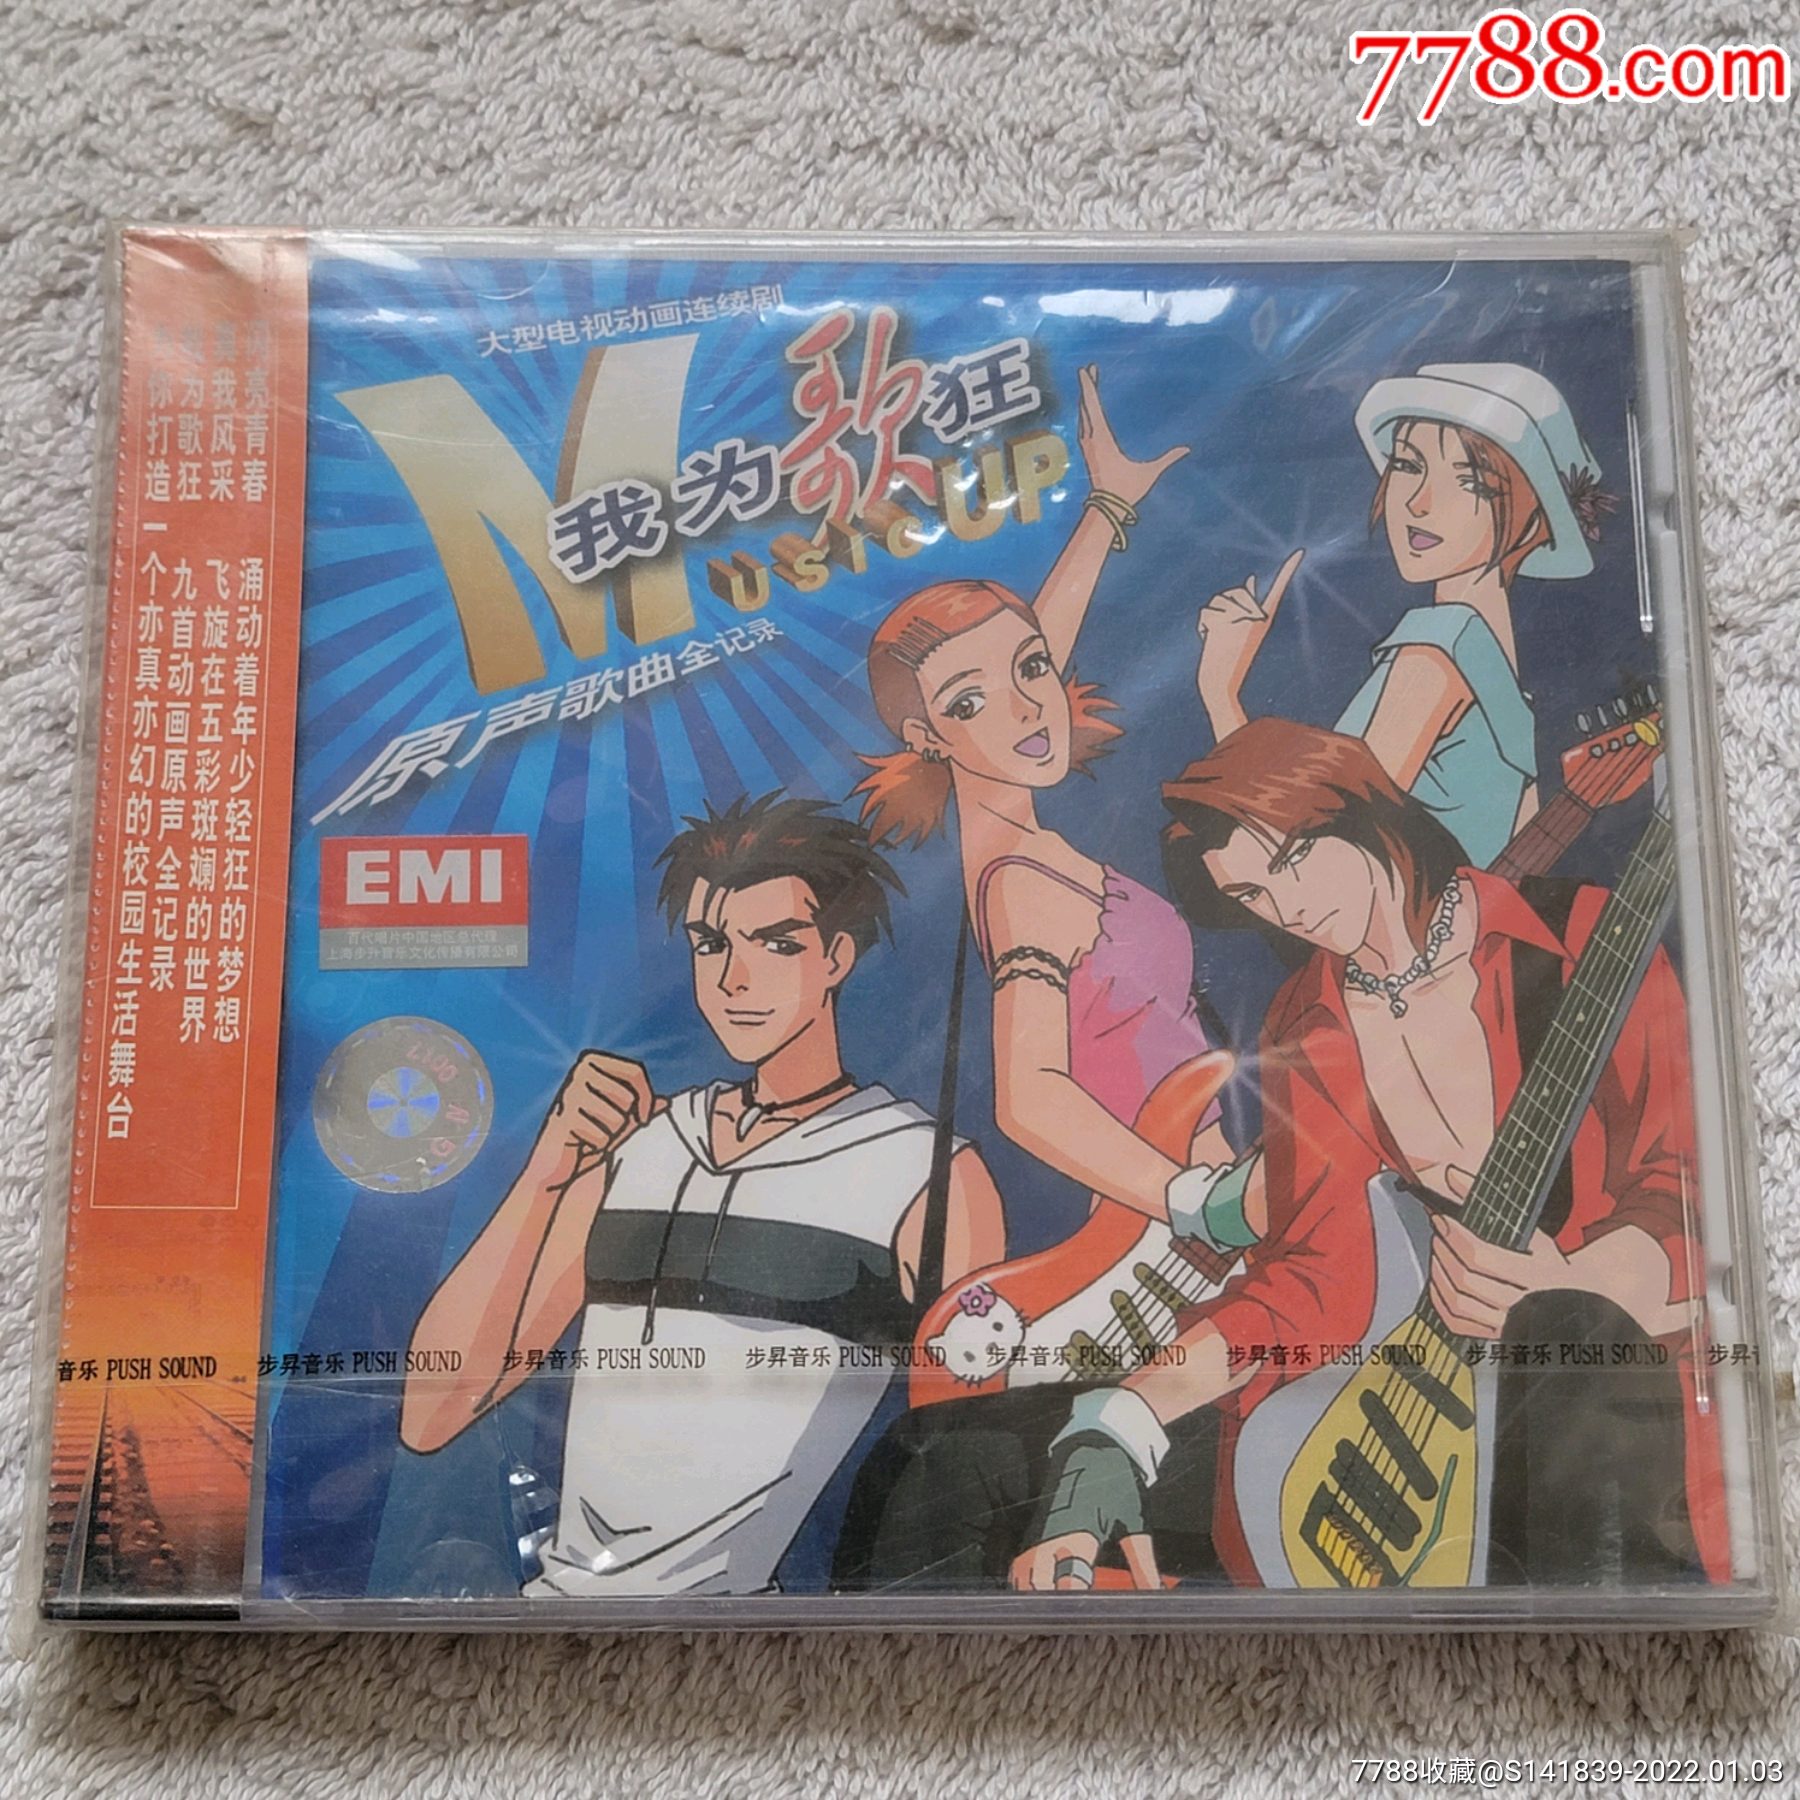 7788.com
大型电视动画连续剧
我为歌狂
MUSIC UP
原声歌曲全记录
EMI
百代唱片中国地区总代理
上海步升音乐文化传播有限公司
亮青春 涌动着年少轻狂的梦想
我风采 飞旋在五彩斑斓的世界
为歌狂 九首动画原声全记录
你打造一个亦真亦幻的校园生活舞台
音乐 PUSH SOUND 步昇音乐 PUSH SOUND 步昇音乐 PUSH SOUND 步昇音乐 PUSH SOUND 步昇音乐 PUSH SOUND 步昇音乐 PUSH SOUND 步昇音乐 PUSH SOUND 步昇
7788收藏@S141839-2022.01.03